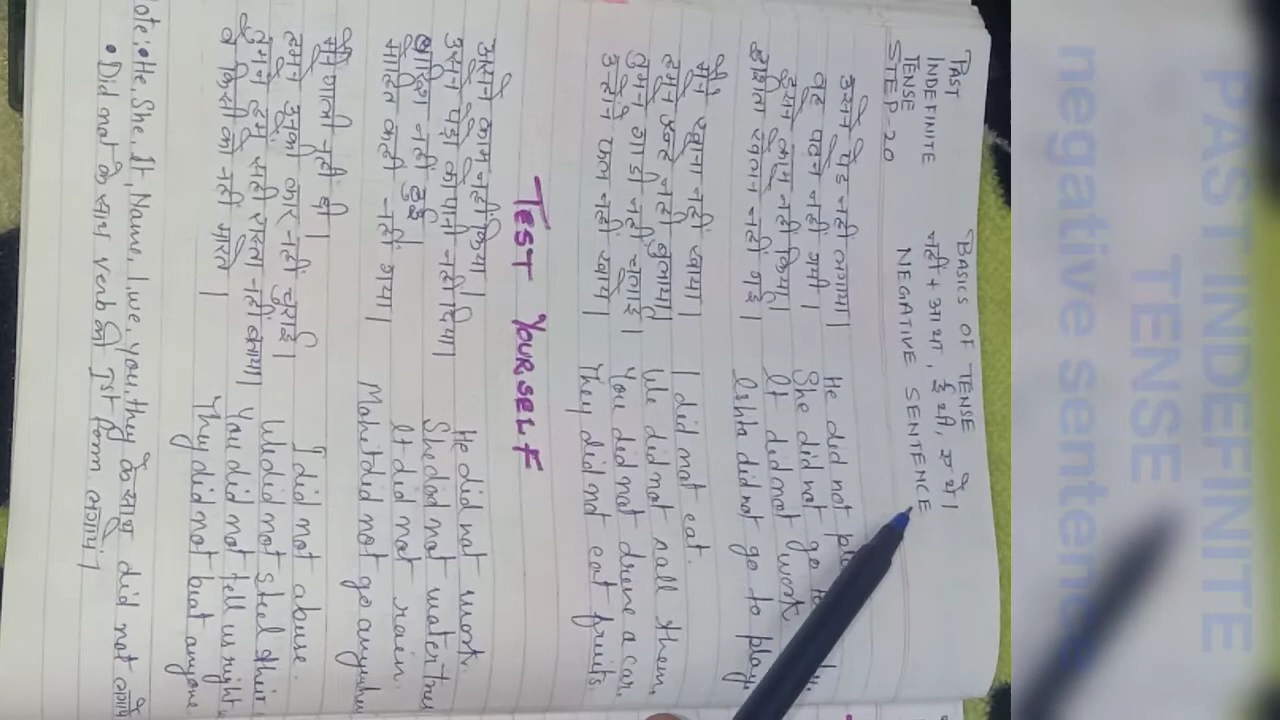 PAST INDEFINITE
TENSE
negative sentence
PAST BASICS OF TENSE
INDEFINITE नहीं + आ या, ई यी, ए ये।
TENSE NEGATIVE SENTENCE
STEP-20
उसने पेड़ नहीं लगाया। He did not
वह पढने नहीं गयी। She did not go to
इसने काम नहीं किया। It did not work
इशिता खेलने नहीं गई। Ishita did not go to play
मैंने खाना नहीं खाया। I did not eat.
हमने उन्हें नहीं बुलाया। We did not call them
तुमने गाडी नहीं चलाई। You did not drive a car.
उन्होंने फल नहीं खाये। They did not eat fruits.
TEST YOURSELF
उसने काम नहीं किया। He did not work.
उसने पेड़ो को पानी नहीं दिया। She did not water trees
बारिश नहीं हुई। It did not rain.
मोहित कही नहीं गया। Mohit did not go anywhere
मैंने गाली नहीं दी। I did not abuse.
हमने उनकी कार नहीं चुराई। We did not steal their
तुमने हमे सही रास्ता नहीं बताया। You did not tell us right
वे किसी को नहीं मारते। They did not beat anyone
Note:• He, She, It, Name, I, we, you, they के साथ did not लगाएं
• Did not के साथ verb की Ist form लगाएं।